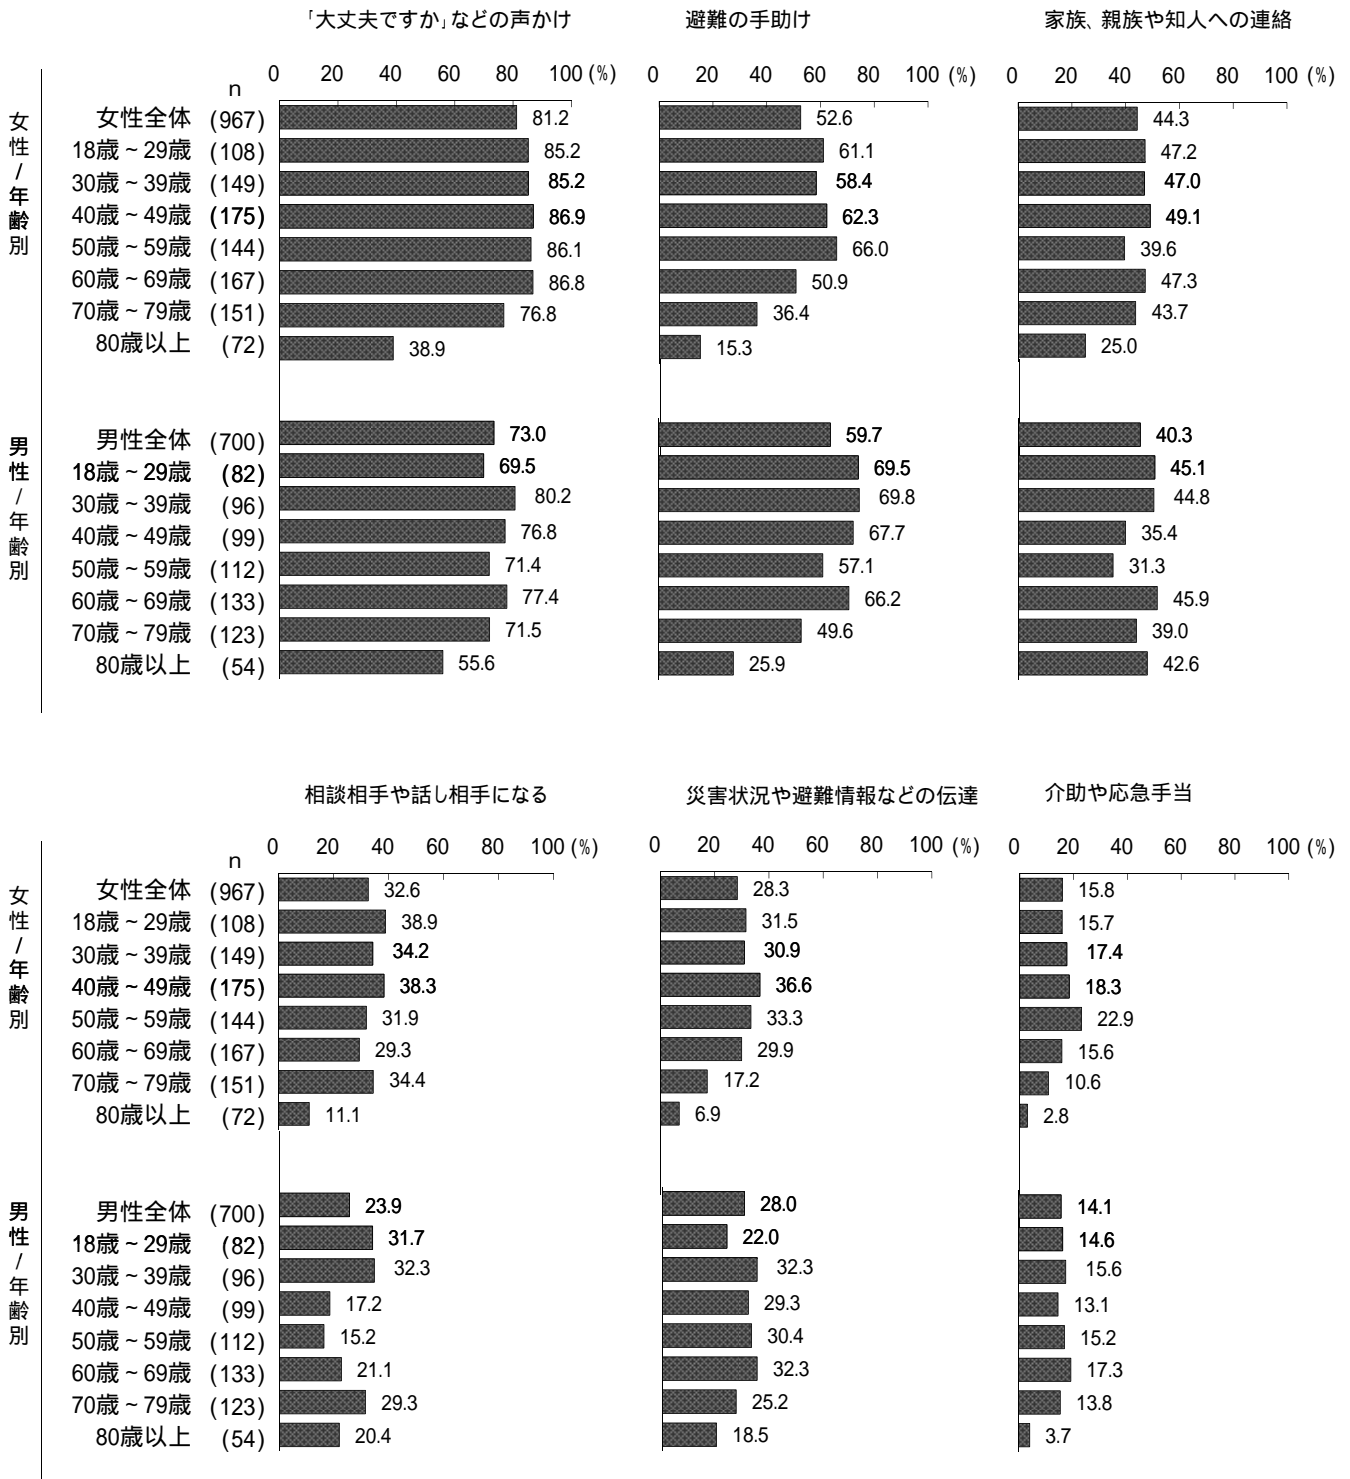 「大丈夫ですか」などの声かけ 避難の手助け 家族、親族や知人への連絡
0 20 40 60 80 100 (%) 0 20 40 60 80 100 (%) 0 20 40 60 80 100 (%)
n
女性/年齢別
女性全体 (967) 81.2 52.6 44.3
18歳~29歳 (108) 85.2 61.1 47.2
30歳~39歳 (149) 85.2 58.4 47.0
40歳~49歳 (175) 86.9 62.3 49.1
50歳~59歳 (144) 86.1 66.0 39.6
60歳~69歳 (167) 86.8 50.9 47.3
70歳~79歳 (151) 76.8 36.4 43.7
80歳以上 (72) 38.9 15.3 25.0
男性/年齢別
男性全体 (700) 73.0 59.7 40.3
18歳~29歳 (82) 69.5 69.5 45.1
30歳~39歳 (96) 80.2 69.8 44.8
40歳~49歳 (99) 76.8 67.7 35.4
50歳~59歳 (112) 71.4 57.1 31.3
60歳~69歳 (133) 77.4 66.2 45.9
70歳~79歳 (123) 71.5 49.6 39.0
80歳以上 (54) 55.6 25.9 42.6
相談相手や話し相手になる 災害状況や避難情報などの伝達 介助や応急手当
0 20 40 60 80 100 (%) 0 20 40 60 80 100 (%) 0 20 40 60 80 100 (%)
n
女性/年齢別
女性全体 (967) 32.6 28.3 15.8
18歳~29歳 (108) 38.9 31.5 15.7
30歳~39歳 (149) 34.2 30.9 17.4
40歳~49歳 (175) 38.3 36.6 18.3
50歳~59歳 (144) 31.9 33.3 22.9
60歳~69歳 (167) 29.3 29.9 15.6
70歳~79歳 (151) 34.4 17.2 10.6
80歳以上 (72) 11.1 6.9 2.8
男性/年齢別
男性全体 (700) 23.9 28.0 14.1
18歳~29歳 (82) 31.7 22.0 14.6
30歳~39歳 (96) 32.3 32.3 15.6
40歳~49歳 (99) 17.2 29.3 13.1
50歳~59歳 (112) 15.2 30.4 15.2
60歳~69歳 (133) 21.1 32.3 17.3
70歳~79歳 (123) 29.3 25.2 13.8
80歳以上 (54) 20.4 18.5 3.7